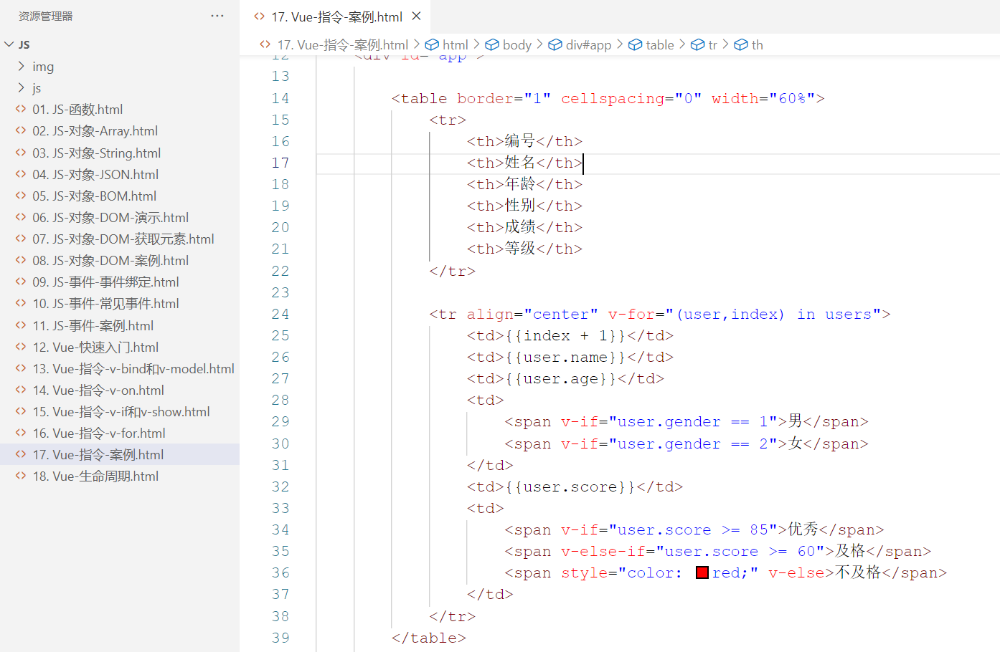 资源管理器
···
JS
img
js
01. JS-函数.html
02. JS-对象-Array.html
03. JS-对象-String.html
04. JS-对象-JSON.html
05. JS-对象-BOM.html
06. JS-对象-DOM-演示.html
07. JS-对象-DOM-获取元素.html
08. JS-对象-DOM-案例.html
09. JS-事件-事件绑定.html
10. JS-事件-常见事件.html
11. JS-事件-案例.html
12. Vue-快速入门.html
13. Vue-指令-v-bind和v-model.html
14. Vue-指令-v-on.html
15. Vue-指令-v-if和v-show.html
16. Vue-指令-v-for.html
17. Vue-指令-案例.html
18. Vue-生命周期.html
17. Vue-指令-案例.html
17. Vue-指令-案例.html > html > body > div#app > table > tr > th
12 <div id="app">
13
14 <table border="1" cellspacing="0" width="60%">
15 <tr>
16 <th>编号</th>
17 <th>姓名</th>
18 <th>年龄</th>
19 <th>性别</th>
20 <th>成绩</th>
21 <th>等级</th>
22 </tr>
23
24 <tr align="center" v-for="(user,index) in users">
25 <td>{{index + 1}}</td>
26 <td>{{user.name}}</td>
27 <td>{{user.age}}</td>
28 <td>
29 <span v-if="user.gender == 1">男</span>
30 <span v-if="user.gender == 2">女</span>
31 </td>
32 <td>{{user.score}}</td>
33 <td>
34 <span v-if="user.score >= 85">优秀</span>
35 <span v-else-if="user.score >= 60">及格</span>
36 <span style="color: red;" v-else>不及格</span>
37 </td>
38 </tr>
39 </table>